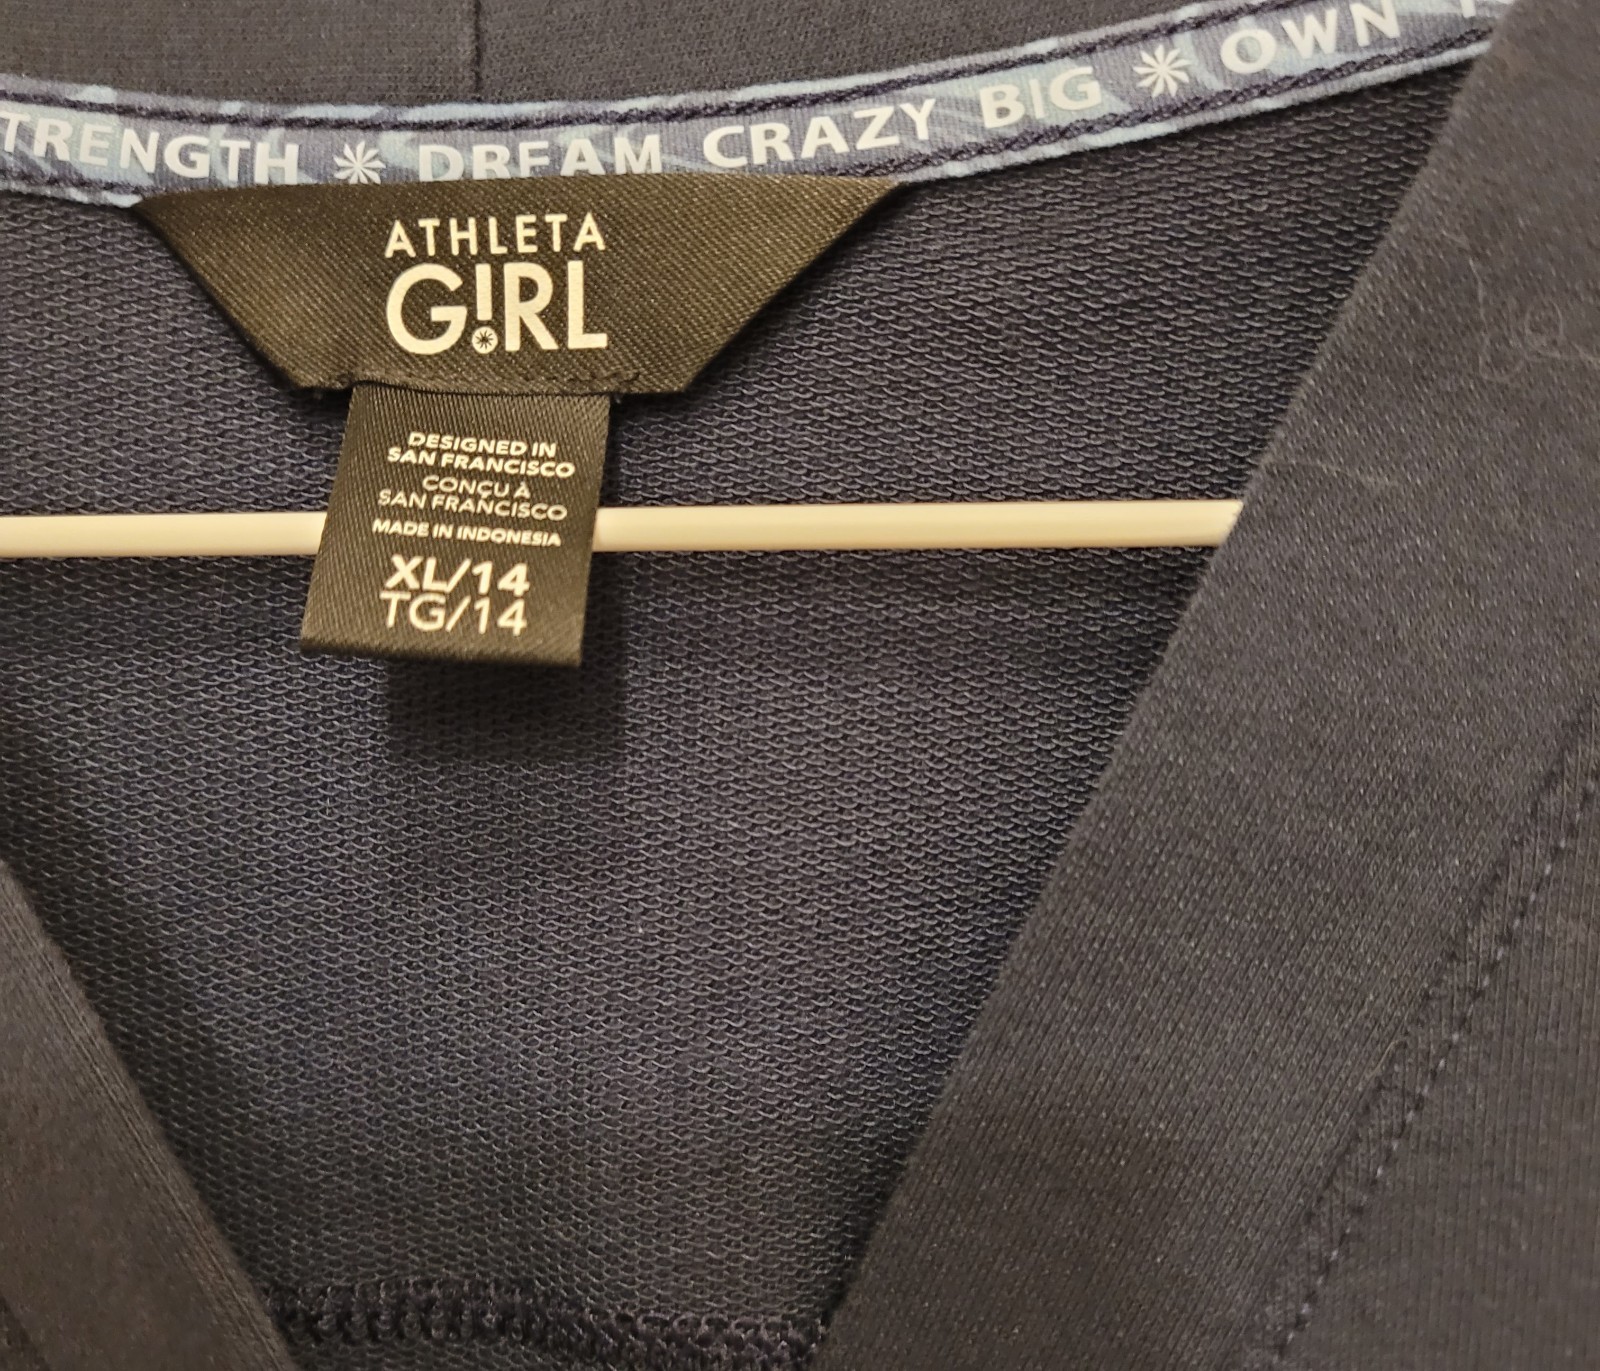 TRENGTH DREAM CRAZY BIG OWN
ATHLETA
G!RL
DESIGNED IN
SAN FRANCISCO
CONÇU À
SAN FRANCISCO
MADE IN INDONESIA
XL/14
TG/14